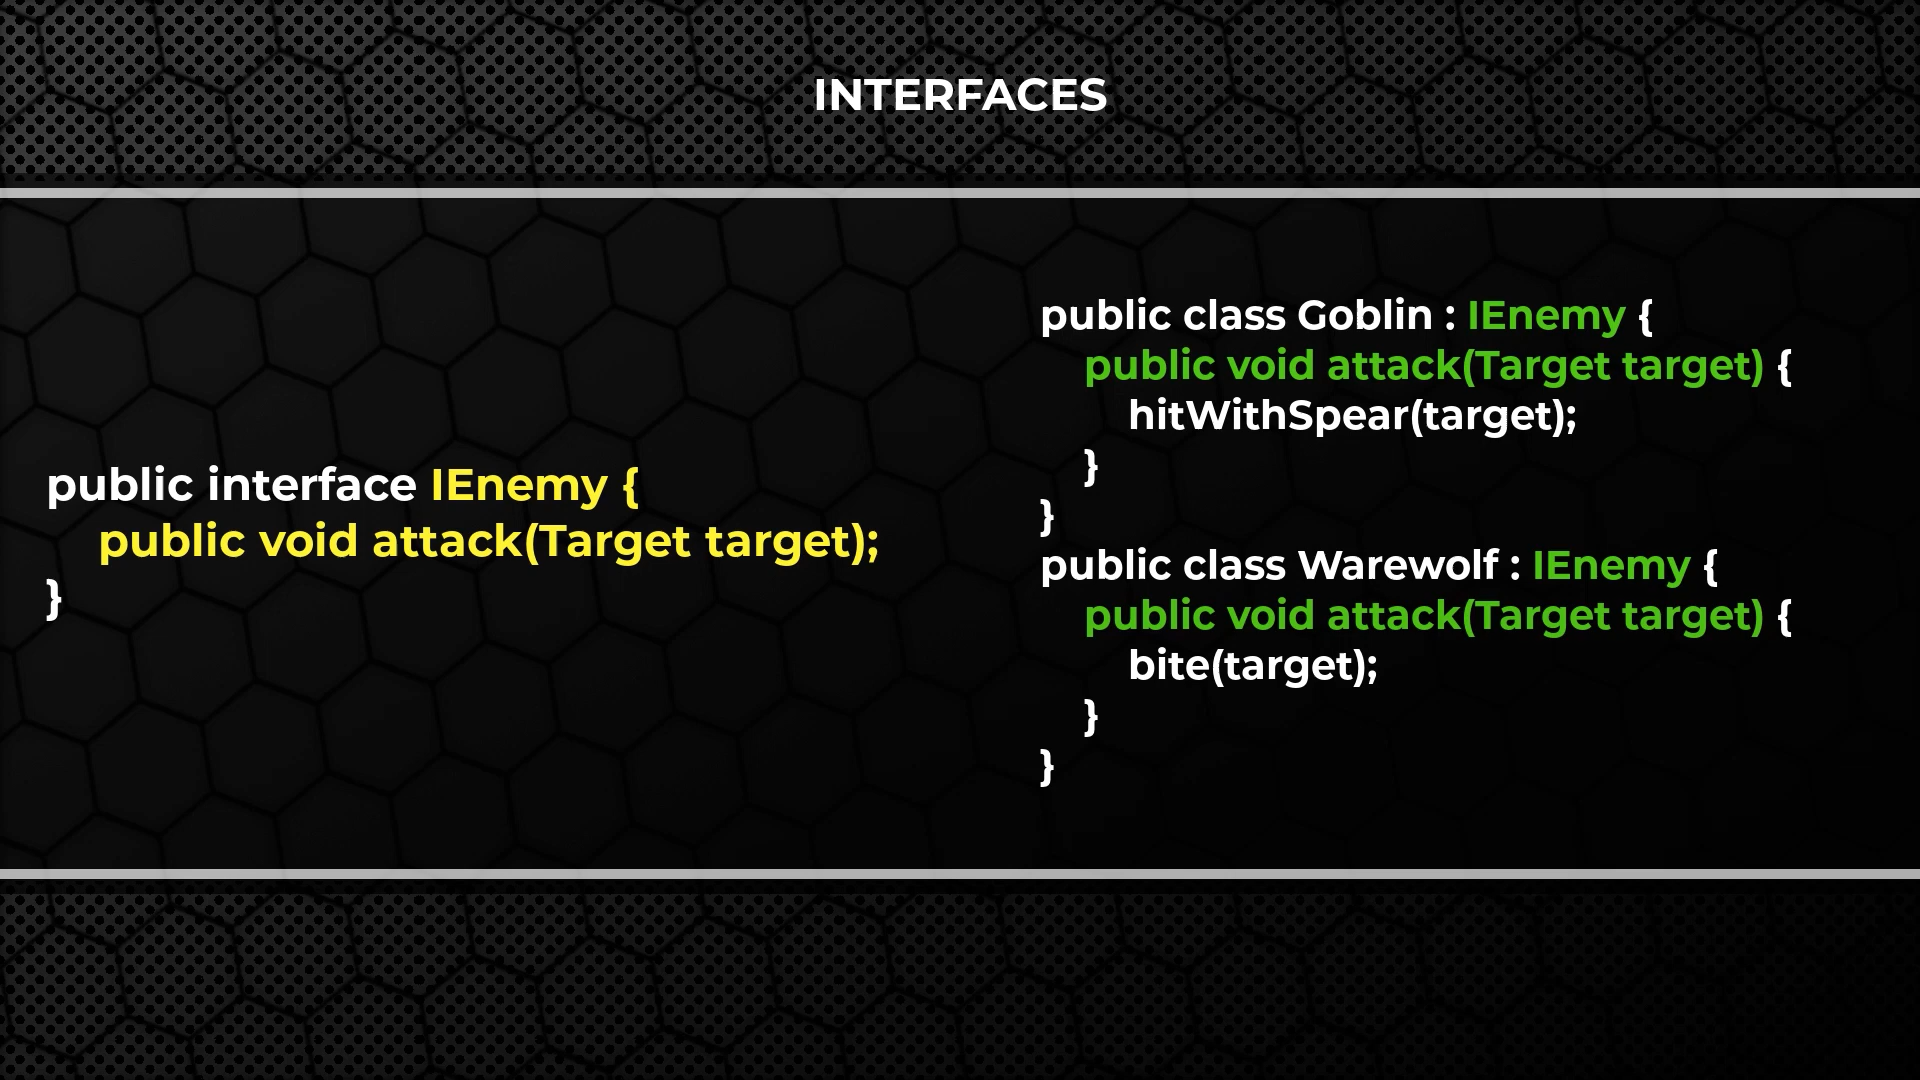 INTERFACES
public interface IEnemy {
public void attack(Target target);
}
public class Goblin : IEnemy {
public void attack(Target target) {
hitWithSpear(target);
}
}
public class Warewolf : IEnemy {
public void attack(Target target) {
bite(target);
}
}